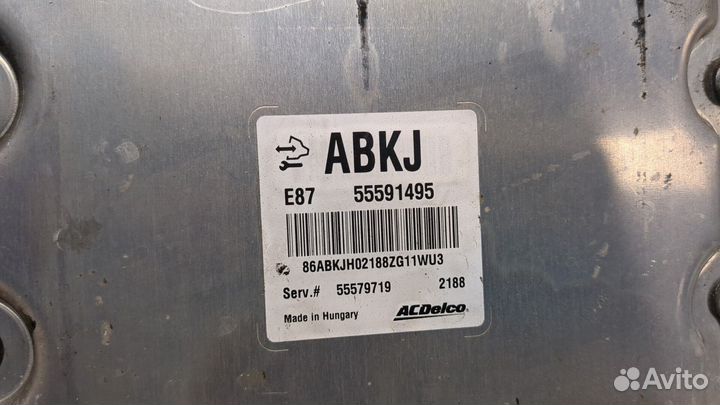 ABKJ
E87 55591495
86ABKJH02188ZG11WU3
Serv.# 55579719 2188
Made in Hungary ACDelco
Avito